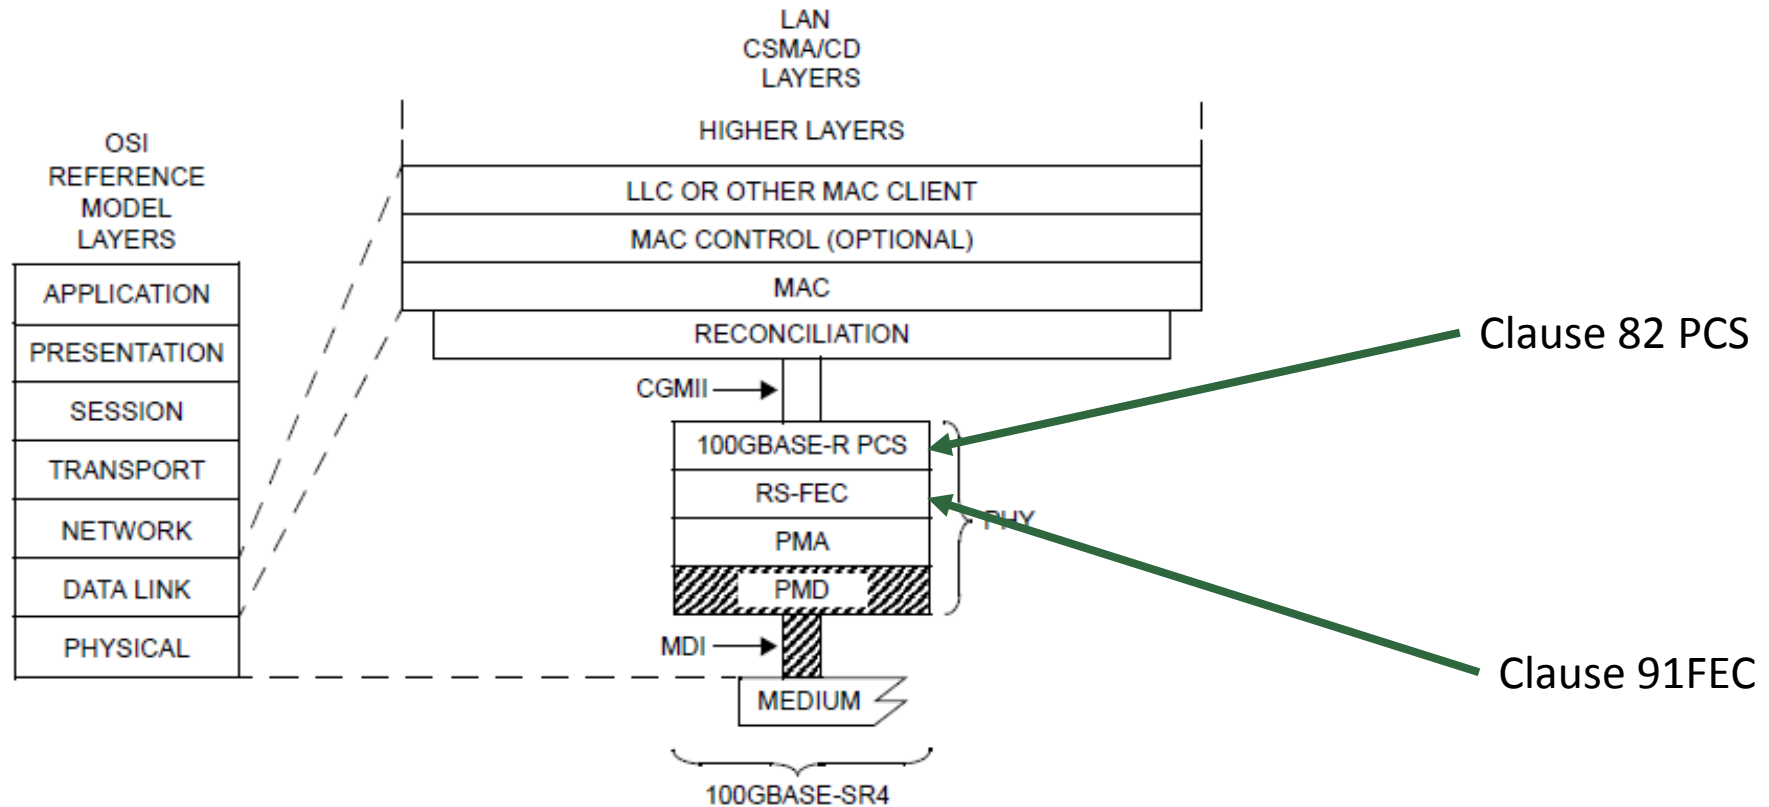 LAN
CSMA/CD
LAYERS
OSI
REFERENCE
MODEL
LAYERS
HIGHER LAYERS
LLC OR OTHER MAC CLIENT
MAC CONTROL (OPTIONAL)
MAC
RECONCILIATION
APPLICATION
PRESENTATION
SESSION
TRANSPORT
NETWORK
DATA LINK
PHYSICAL
CGMII
100GBASE-R PCS
RS-FEC
PMA
PMD
PHY
MDI
MEDIUM
100GBASE-SR4
Clause 82 PCS
Clause 91FEC